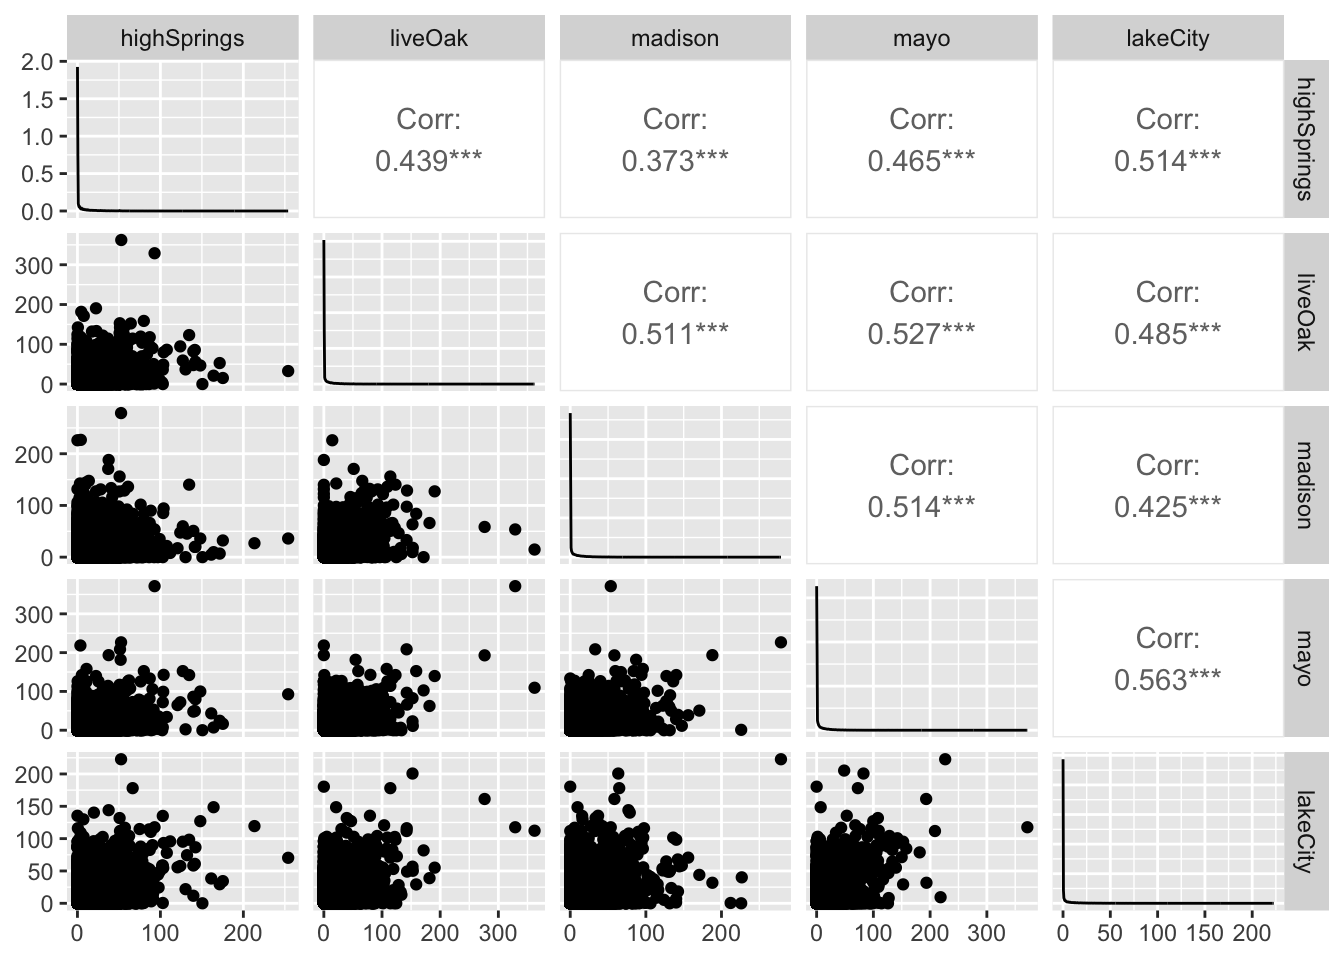 highSprings liveOak madison mayo lakeCity
2.0
1.5
1.0
0.5
0.0
Corr:
0.439***
Corr:
0.373***
Corr:
0.465***
Corr:
0.514***
highSprings
300
200
100
0
Corr:
0.511***
Corr:
0.527***
Corr:
0.485***
liveOak
200
100
0
Corr:
0.514***
Corr:
0.425***
madison
300
200
100
0
Corr:
0.563***
mayo
200
150
100
50
0
lakeCity
0 100 200 0 100 200 300 0 100 200 0 100 200 300 0 50 100 150 200